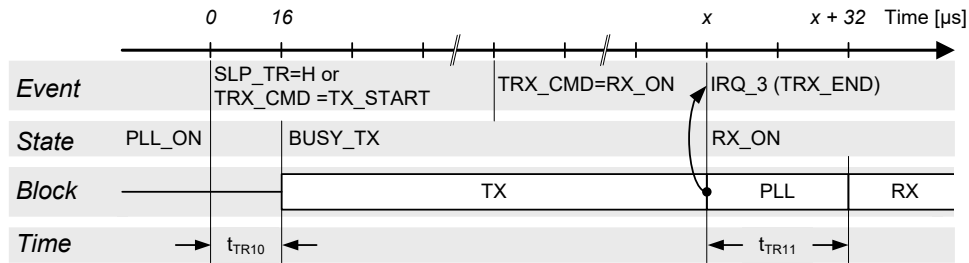 0 16 x x + 32 Time [µs]
Event SLP_TR=H or
TRX_CMD =TX_START TRX_CMD=RX_ON IRQ_3 (TRX_END)
State PLL_ON BUSY_TX RX_ON
Block TX PLL RX
Time tTR10 tTR11